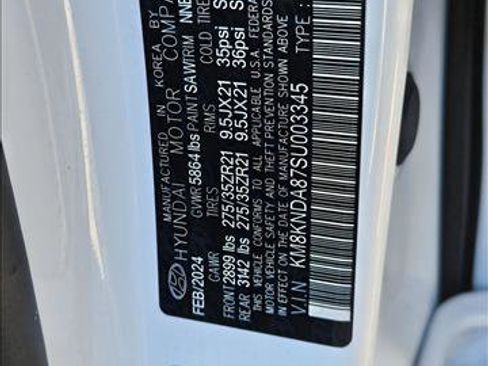 MANUFACTURED IN KOREA BY
HYUNDAI MOTOR COMP
FEB/2024 GVWR 5864 lbs PAINT SAW TRIM NNB
GAWR TIRES RIMS COLD TIRE
FRONT 2899 lbs 275/35ZR21 9.5JX21 35psi
REAR 3142 lbs 275/35ZR21 9.5JX21 36psi
THIS VEHICLE CONFORMS TO ALL APPLICABLE U.S.A. FEDERAL
MOTOR VEHICLE SAFETY AND THEFT PREVENTION STANDARDS
IN EFFECT ON THE DATE OF MANUFACTURE SHOWN ABOVE
V.I.N KM8KNDA87SU003345